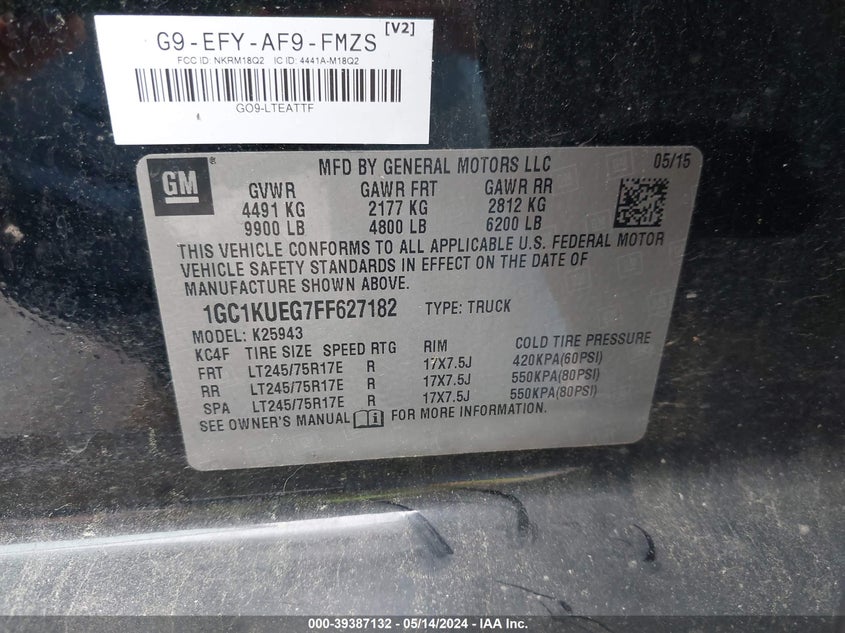 [V2]
G9-EFY-AF9-FMZS
FCC ID: NKRM18Q2 IC ID: 4441A-M18Q2
GO9-LTEATTF
GM ®
MFD BY GENERAL MOTORS LLC 05/15
GVWR GAWR FRT GAWR RR
4491 KG 2177 KG 2812 KG
9900 LB 4800 LB 6200 LB
THIS VEHICLE CONFORMS TO ALL APPLICABLE U.S. FEDERAL MOTOR
VEHICLE SAFETY STANDARDS IN EFFECT ON THE DATE OF
MANUFACTURE SHOWN ABOVE.
1GC1KUEG7FF627182 TYPE: TRUCK
MODEL: K25943
KC4F TIRE SIZE SPEED RTG RIM COLD TIRE PRESSURE
FRT LT245/75R17E R 17X7.5J 420KPA(60PSI)
RR LT245/75R17E R 17X7.5J 550KPA(80PSI)
SPA LT245/75R17E R 17X7.5J 550KPA(80PSI)
SEE OWNER'S MANUAL FOR MORE INFORMATION.
000-39387132 - 05/14/2024 - IAA Inc.